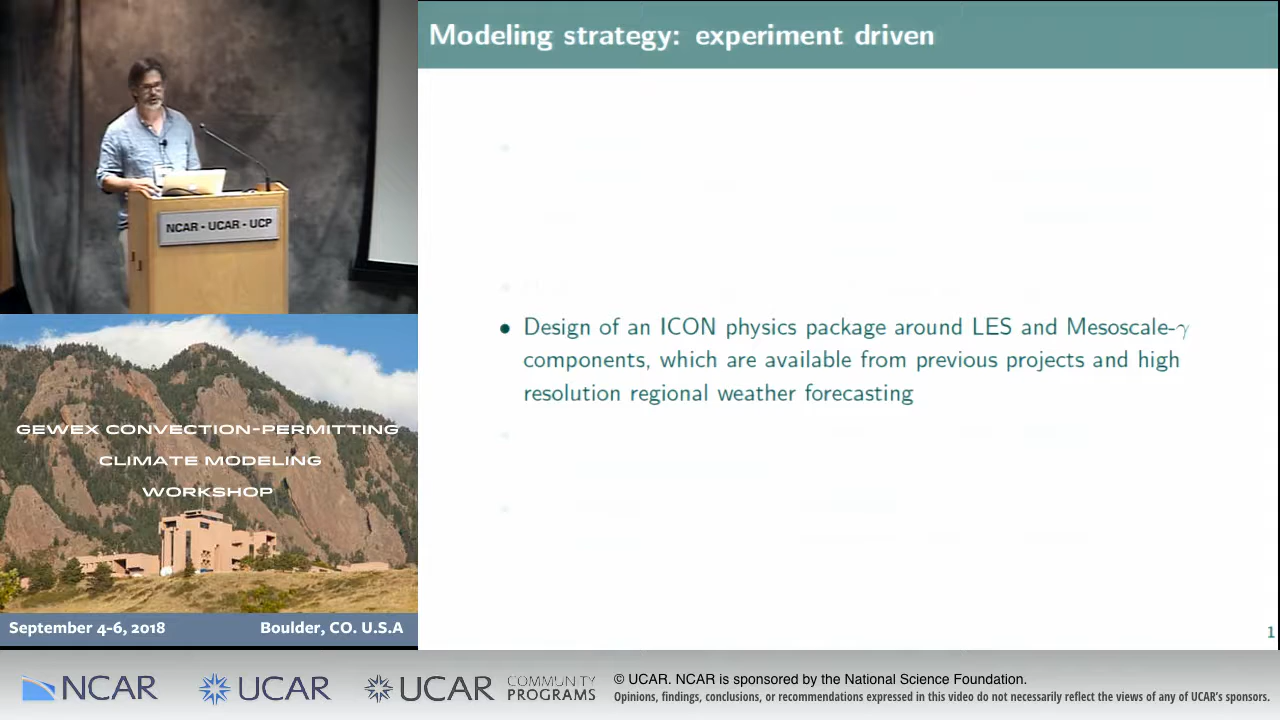 Modeling strategy: experiment driven
NCAR • UCAR • UCP
• Design of an ICON physics package around LES and Mesoscale-γ
components, which are available from previous projects and high
resolution regional weather forecasting
GEWEX CONVECTION-PERMITTING
CLIMATE MODELING
WORKSHOP
September 4-6, 2018
Boulder, CO. U.S.A
1
NCAR
UCAR
UCAR
COMMUNITY
PROGRAMS
© UCAR. NCAR is sponsored by the National Science Foundation.
Opinions, findings, conclusions, or recommendations expressed in this video do not necessarily reflect the views of any of UCAR's sponsors.